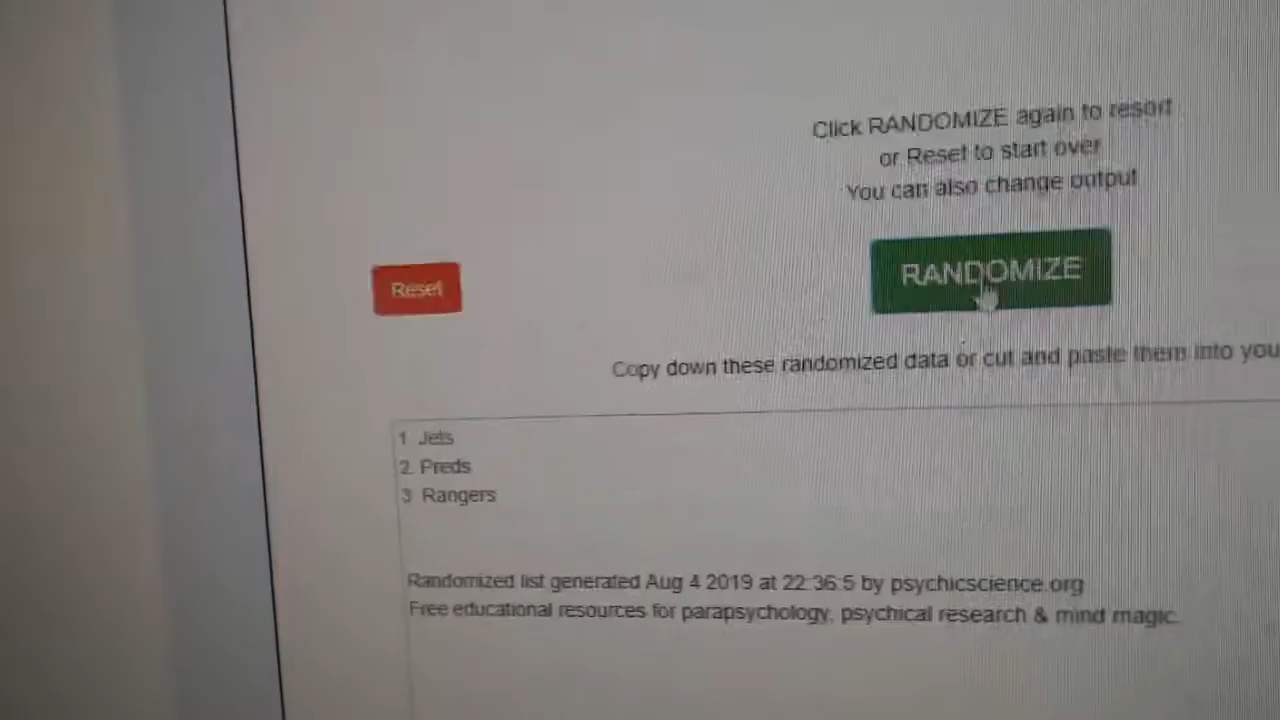 Click RANDOMIZE again to resort
or Reset to start over
You can also change output
Reset
RANDOMIZE
Copy down these randomized data or cut and paste them into you
1. Jets
2. Preds
3. Rangers
Randomized list generated Aug 4 2019 at 22:36:5 by psychicscience.org
Free educational resources for parapsychology, psychical research & mind magic.